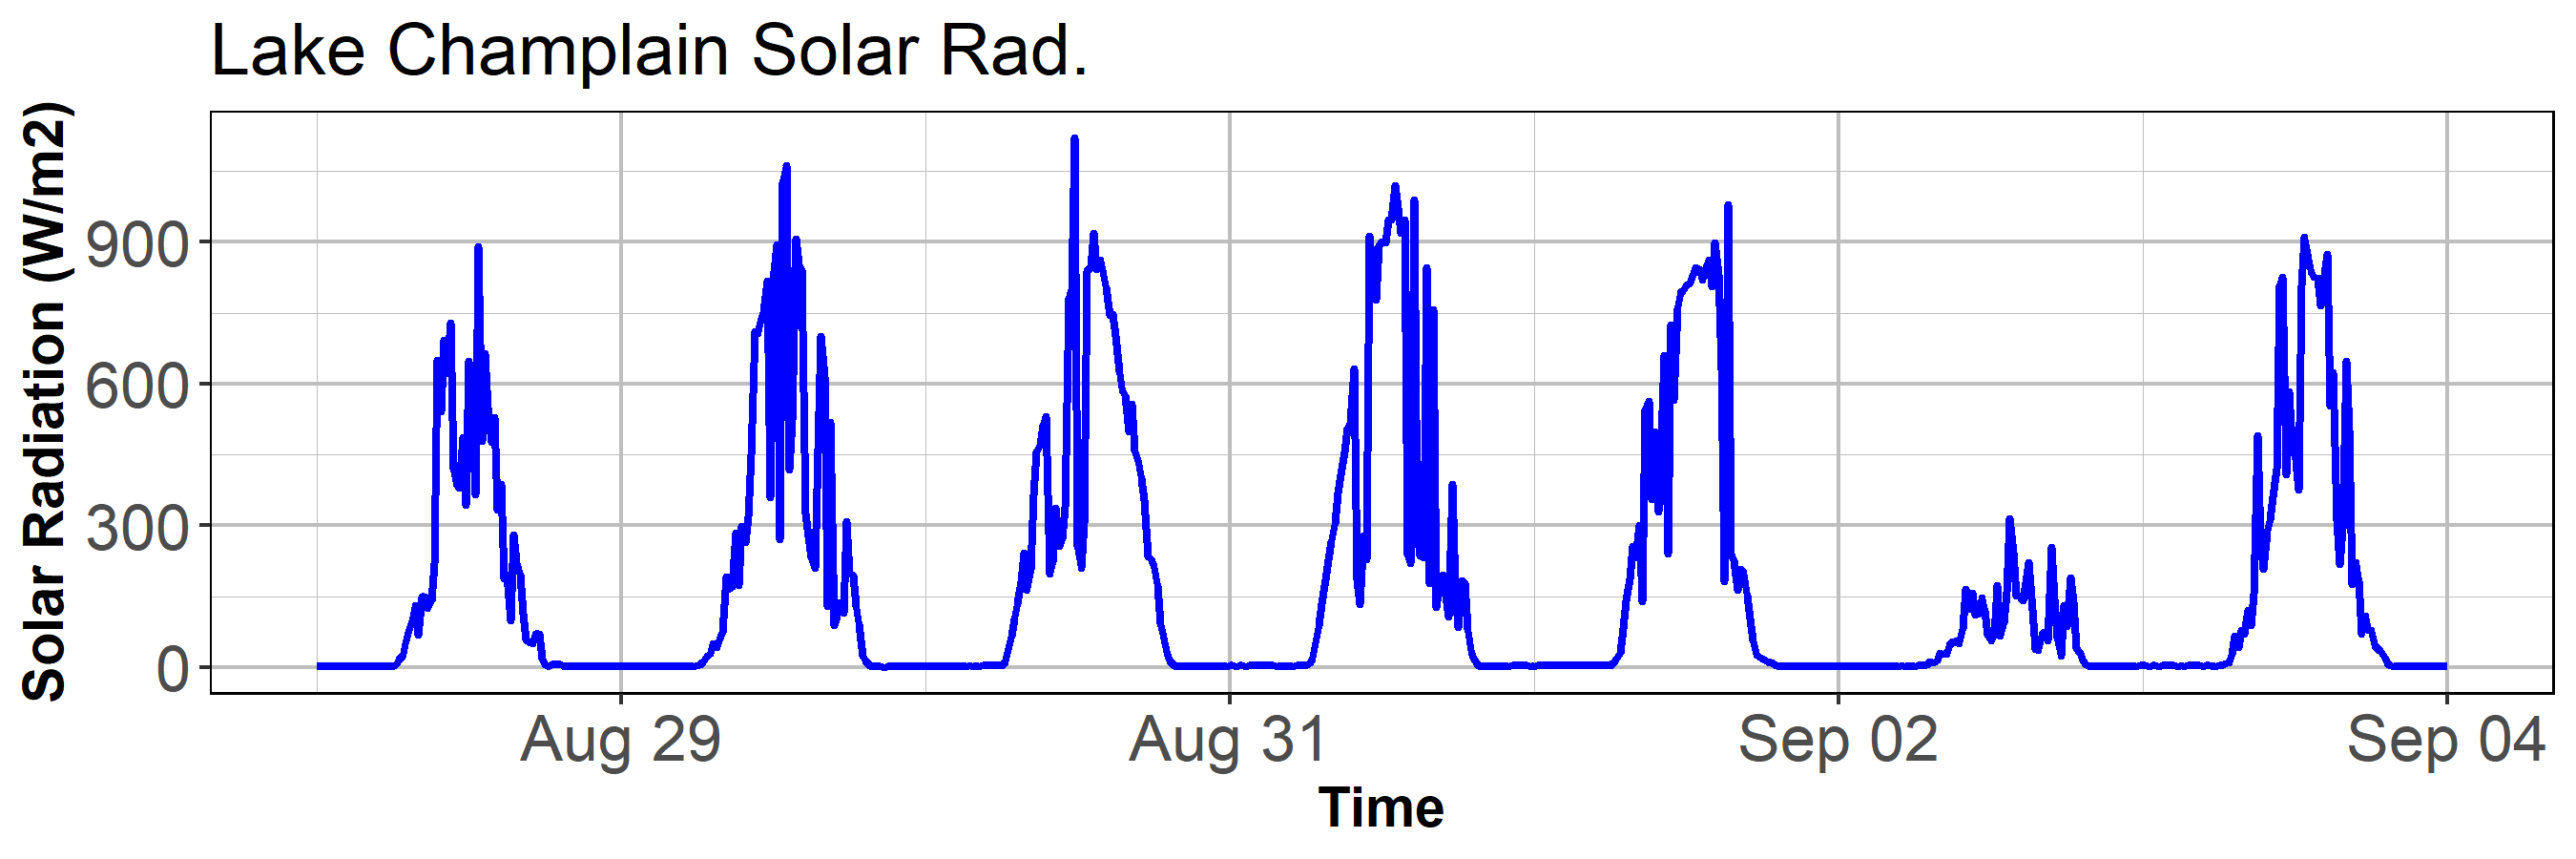 Lake Champlain Solar Rad.
Solar Radiation (W/m2)
900
600
300
0
Aug 29
Aug 31
Sep 02
Sep 04
Time